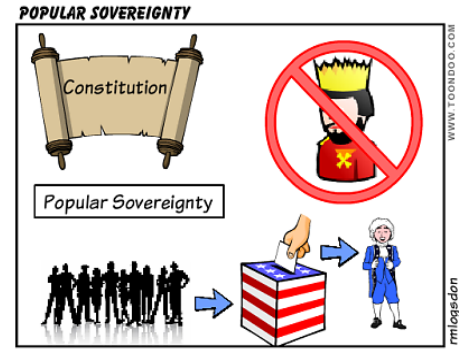 POPULAR SOVEREIGNTY
Constitution
Popular Sovereignty
WWW.TOONDOO.COM
rmlogsdon